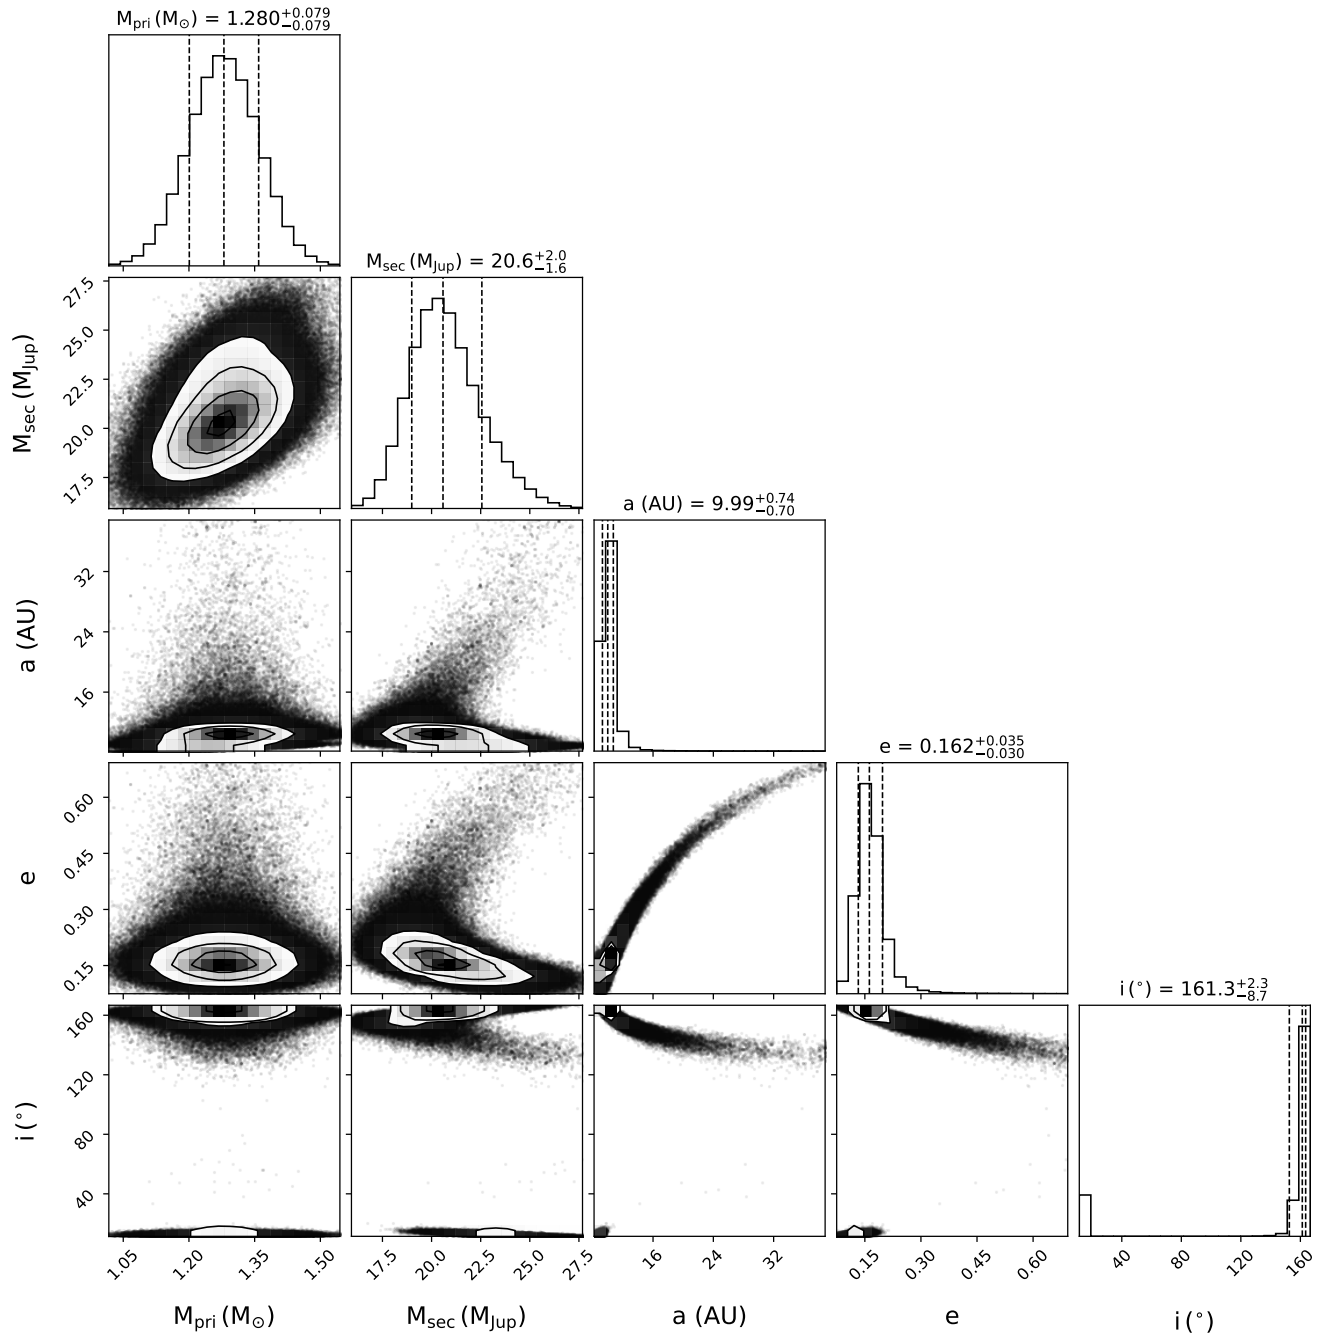 M_pri (M_⊙) = 1.280^{+0.079}_{−0.079}
M_sec (M_Jup) = 20.6^{+2.0}_{−1.6}
27.5
25.0
22.5
20.0
17.5
M_sec (M_Jup)
a (AU) = 9.99^{+0.74}_{−0.70}
32
24
16
a (AU)
e = 0.162^{+0.035}_{−0.030}
0.60
0.45
0.30
0.15
e
i (°) = 161.3^{+2.3}_{−8.7}
160
120
80
40
i (°)
1.05 1.20 1.35 1.50 17.5 20.0 22.5 25.0 27.5 16 24 32 0.15 0.30 0.45 0.60 40 80 120 160
M_pri (M_⊙) M_sec (M_Jup) a (AU) e i (°)